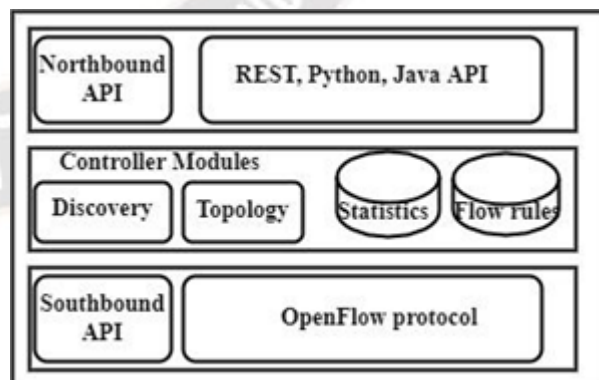 Northbound
API
REST, Python, Java API
Controller Modules
Discovery
Topology
Statistics
Flow rules
Southbound
API
OpenFlow protocol